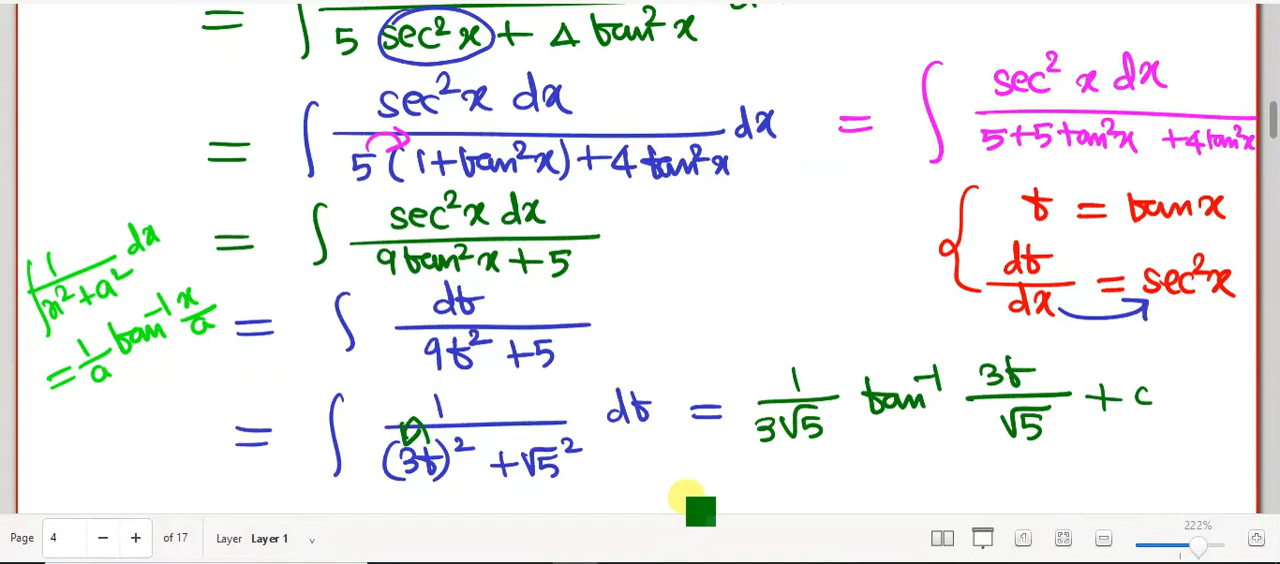 = ∫ 5 sec²x + 4 tan²x
= ∫ sec²x dx / 5(1+tan²x)+4tan²x dx = ∫ sec²x dx / 5+5tan²x +4tan²x
= ∫ sec²x dx / 9tan²x + 5
t = tanx
dt/dx = sec²x
∫ 1/x²+a² dx
= 1/a tan⁻¹ x/a
= ∫ dt / 9t² + 5
= ∫ 1 / (3t)² + √5² dt = 1/3√5 tan⁻¹ 3t/√5 + c
Page 4 - + of 17 Layer Layer 1 222%